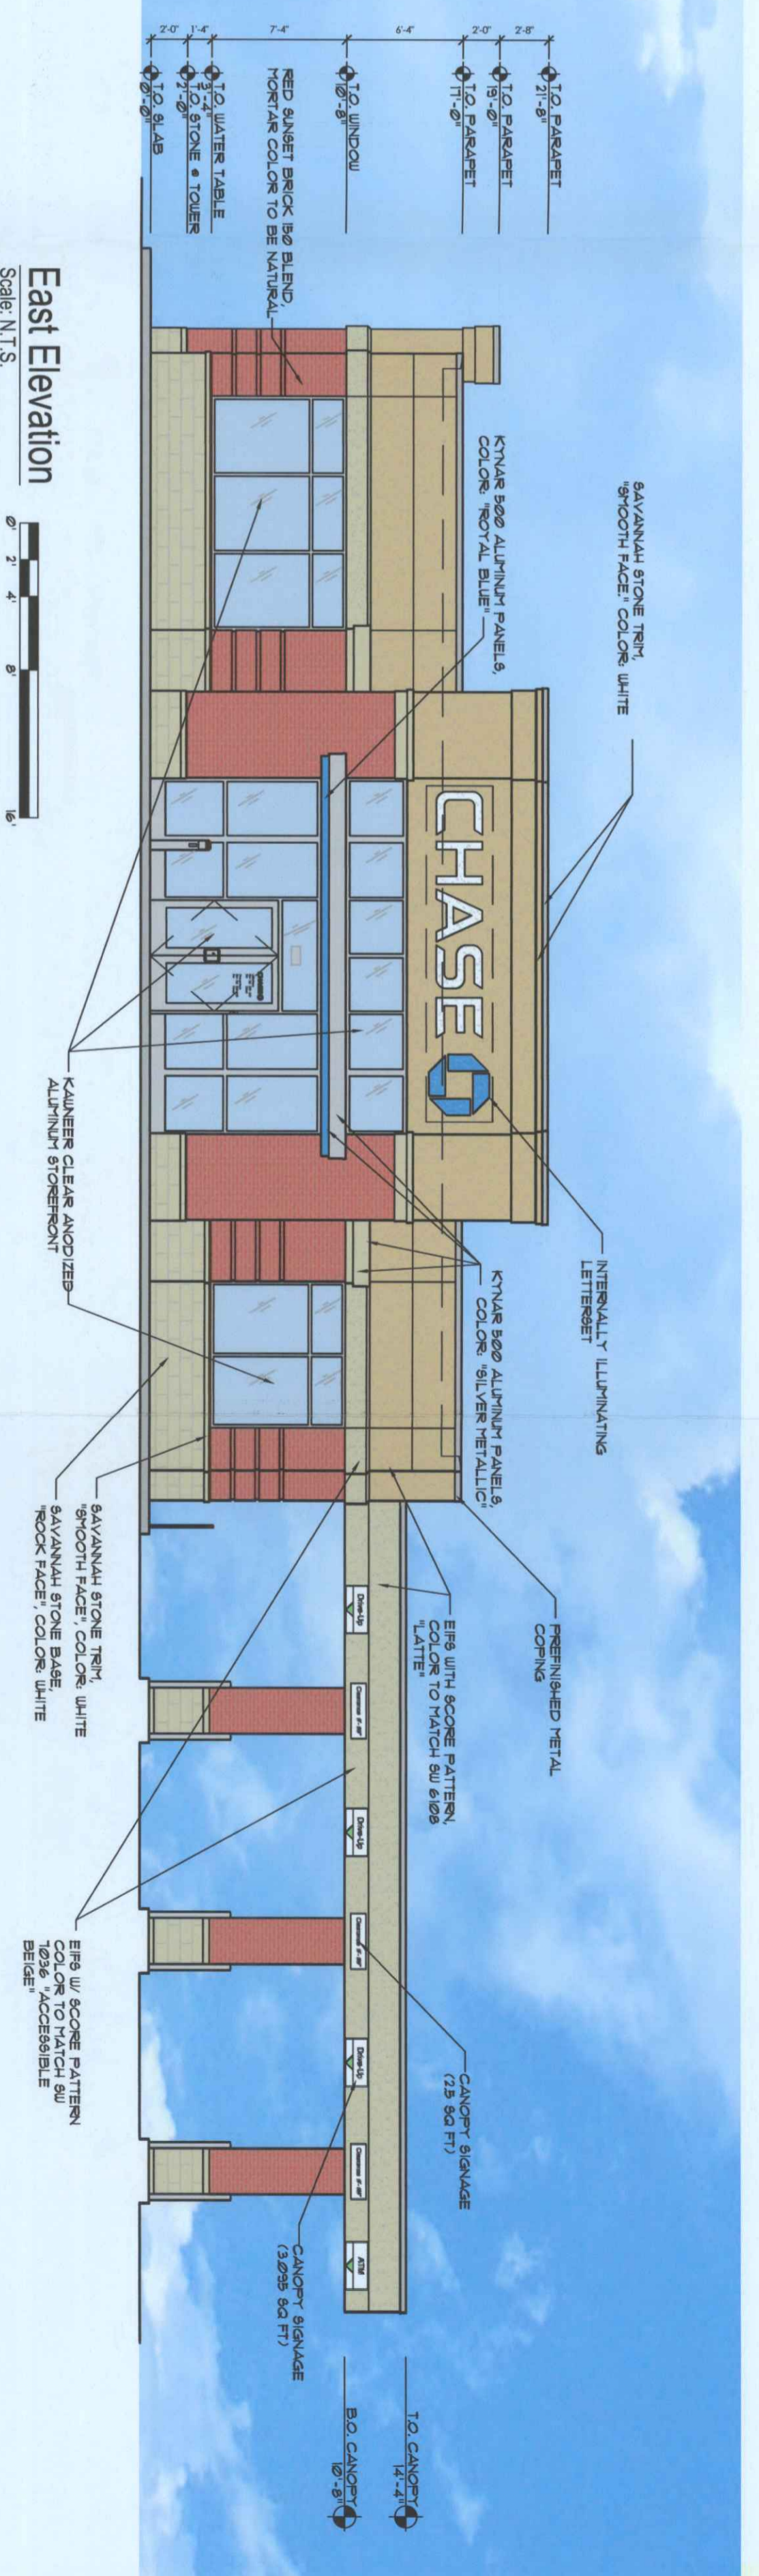 2'-8"
2'-0"
6'-4"
7'-4"
1'-4"
2'-0"
T.O. PARAPET
21'-8"
T.O. PARAPET
19'-0"
T.O. PARAPET
17'-0"
T.O. WINDOW
10'-8"
T.O. WATER TABLE
3'-4"
T.O. STONE @ TOWER
2'-0"
T.O. SLAB
0'-0"
RED SUNSET BRICK 150 BLEND,
MORTAR COLOR TO BE NATURAL
SAVANNAH STONE TRIM,
"SMOOTH FACE," COLOR: WHITE
KYNAR 500 ALUMINUM PANELS,
COLOR: "ROYAL BLUE"
CHASE
INTERNALLY ILLUMINATING
LETTERSET
KYNAR 500 ALUMINUM PANELS,
COLOR: "SILVER METALLIC"
PREFINISHED METAL
COPING
EIFS WITH SCORE PATTERN,
COLOR TO MATCH SW 6108
"LATTE"
CANOPY SIGNAGE
(2.5 SQ FT)
T.O. CANOPY
14'-4"
B.O. CANOPY
10'-8"
Drive-Up
Drive-Up
Drive-Up
ATM
CANOPY SIGNAGE
(3.095 SQ FT)
KAWNEER CLEAR ANODIZED
ALUMINUM STOREFRONT
SAVANNAH STONE TRIM,
"SMOOTH FACE", COLOR: WHITE
SAVANNAH STONE BASE,
"ROCK FACE", COLOR: WHITE
EIFS W/ SCORE PATTERN
COLOR TO MATCH SW
7036 "ACCESSIBLE
BEIGE"
East Elevation
Scale: N.T.S.
0' 2' 4' 8' 16'